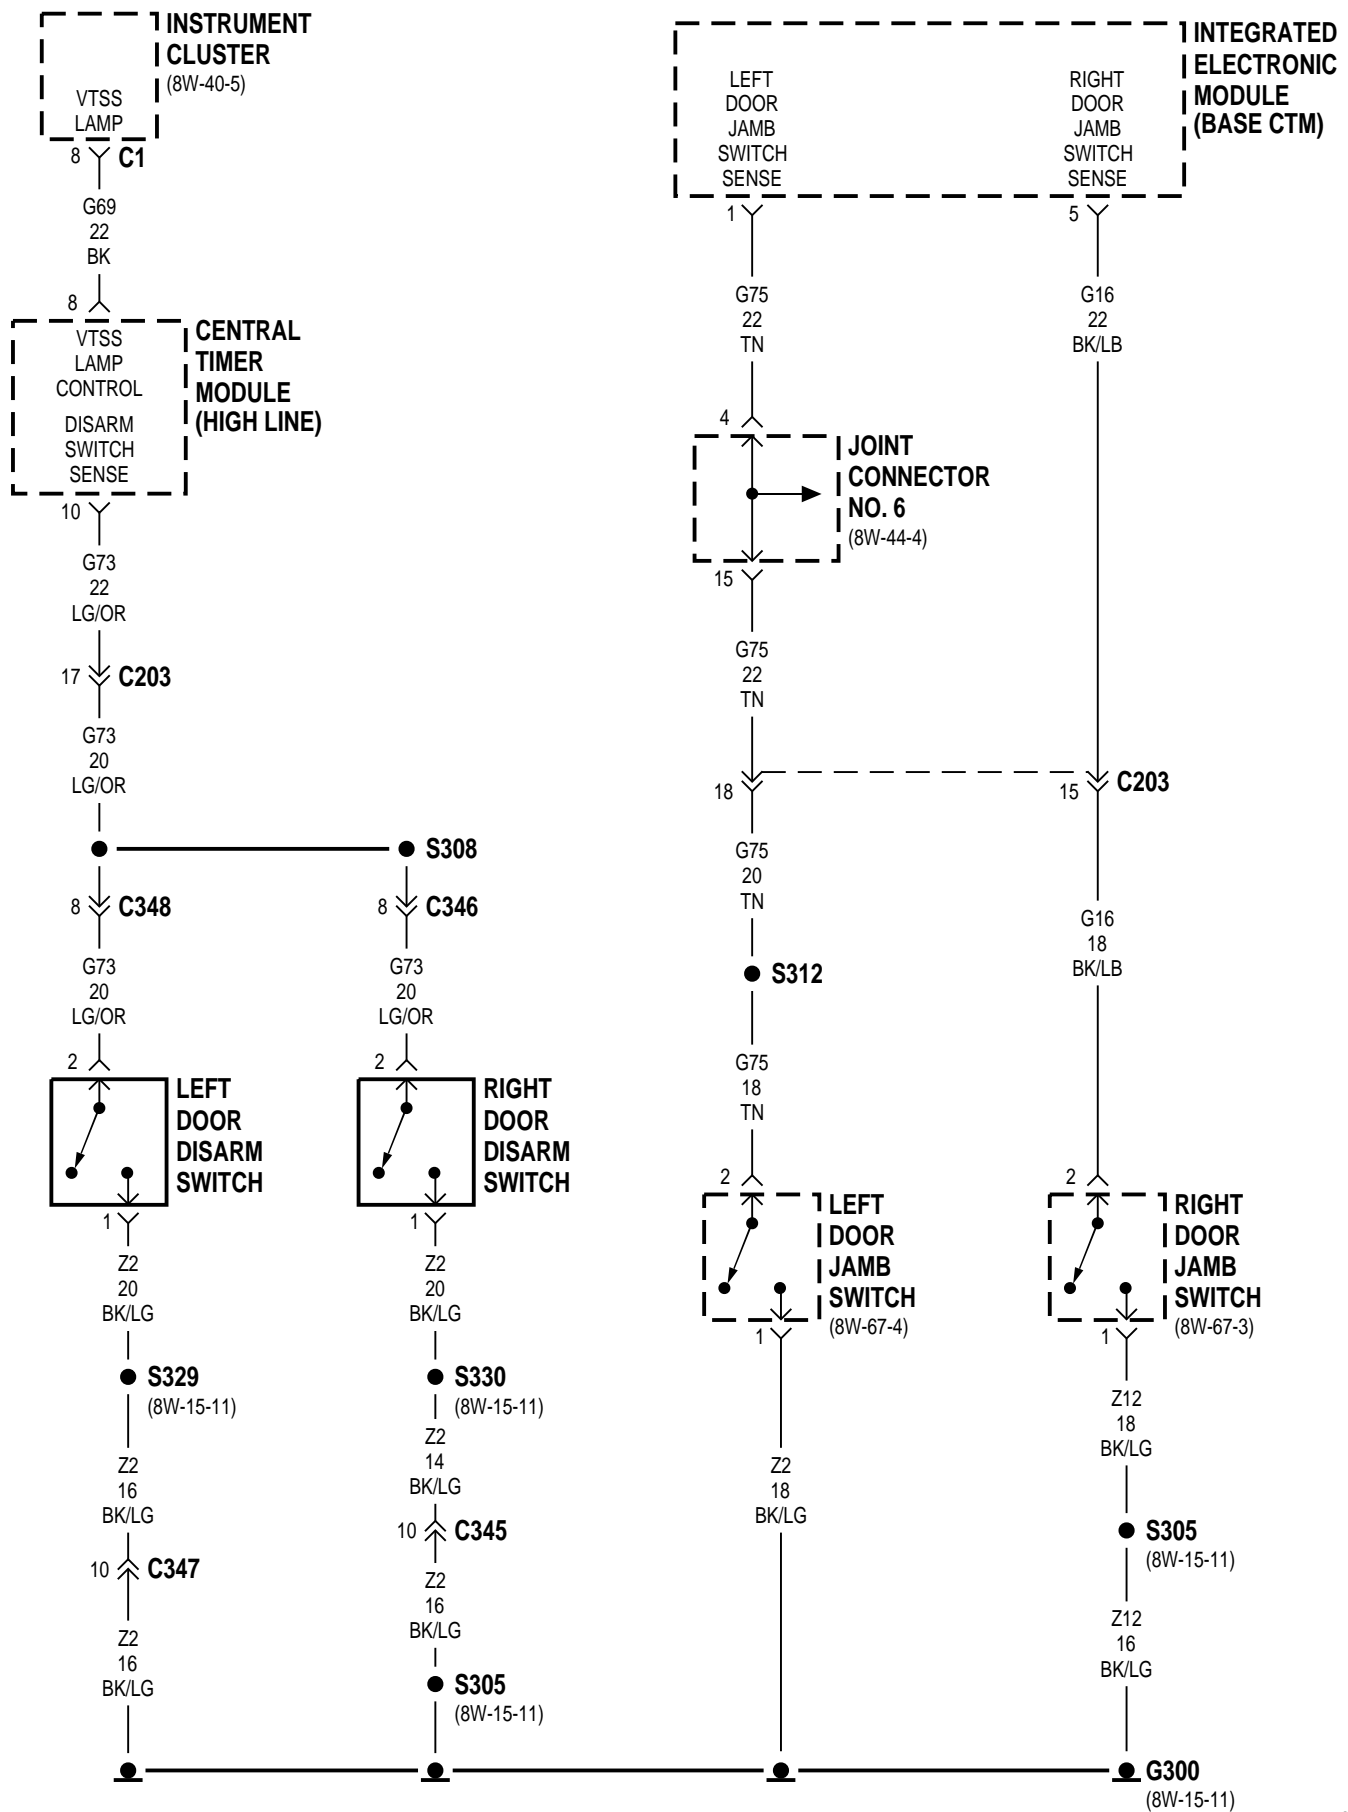 INSTRUMENT
CLUSTER
(8W-40-5)
VTSS
LAMP
8
C1
G69
22
BK
8
VTSS
LAMP
CONTROL
DISARM
SWITCH
SENSE
CENTRAL
TIMER
MODULE
(HIGH LINE)
10
G73
22
LG/OR
17
C203
G73
20
LG/OR
S308
8
C348
G73
20
LG/OR
2
LEFT
DOOR
DISARM
SWITCH
1
Z2
20
BK/LG
S329
(8W-15-11)
Z2
16
BK/LG
10
C347
Z2
16
BK/LG
8
C346
G73
20
LG/OR
2
RIGHT
DOOR
DISARM
SWITCH
1
Z2
20
BK/LG
S330
(8W-15-11)
Z2
14
BK/LG
10
C345
Z2
16
BK/LG
S305
(8W-15-11)
INTEGRATED
ELECTRONIC
MODULE
(BASE CTM)
LEFT
DOOR
JAMB
SWITCH
SENSE
1
G75
22
TN
4
JOINT
CONNECTOR
NO. 6
(8W-44-4)
15
G75
22
TN
18
G75
20
TN
S312
G75
18
TN
2
LEFT
DOOR
JAMB
SWITCH
(8W-67-4)
1
Z2
18
BK/LG
RIGHT
DOOR
JAMB
SWITCH
SENSE
5
G16
22
BK/LB
15
C203
G16
18
BK/LB
2
RIGHT
DOOR
JAMB
SWITCH
(8W-67-3)
1
Z12
18
BK/LG
S305
(8W-15-11)
Z12
16
BK/LG
G300
(8W-15-11)